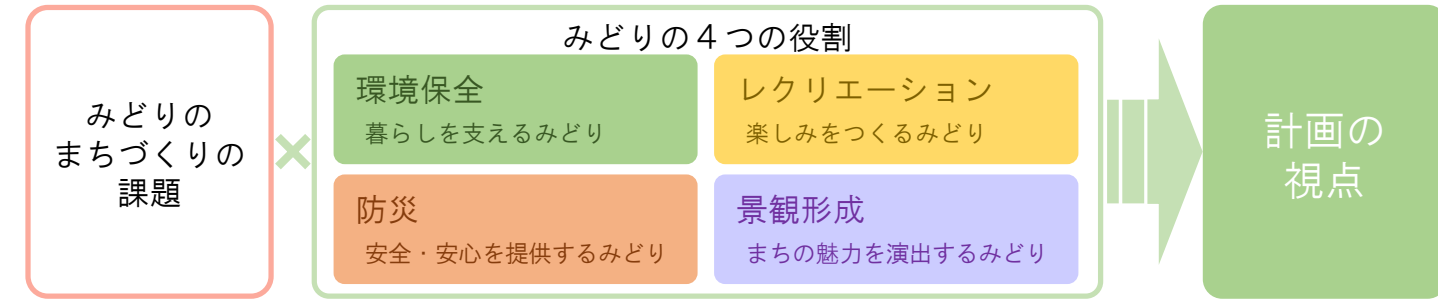 みどりの
まちづくりの
課題
×
みどりの４つの役割
環境保全
暮らしを支えるみどり
レクリエーション
楽しみをつくるみどり
防災
安全・安心を提供するみどり
景観形成
まちの魅力を演出するみどり
計画の
視点